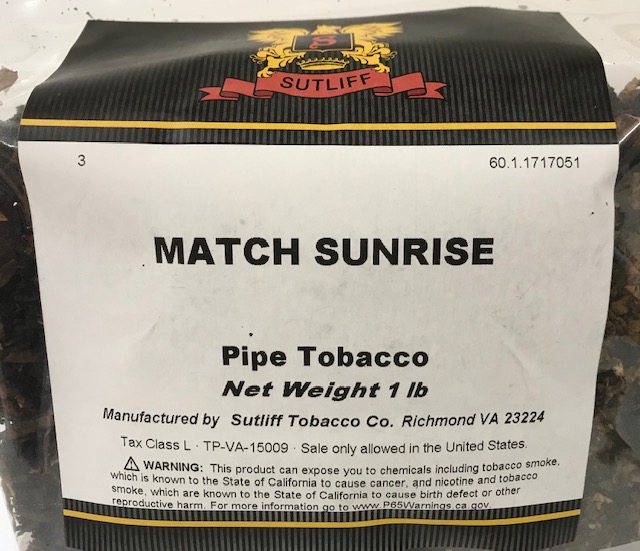 S
SUTLIFF
3 60.1.1717051
MATCH SUNRISE
Pipe Tobacco
Net Weight 1 lb
Manufactured by Sutliff Tobacco Co. Richmond VA 23224
Tax Class L · TP-VA-15009 · Sale only allowed in the United States.
⚠ WARNING: This product can expose you to chemicals including tobacco smoke,
which is known to the State of California to cause cancer, and nicotine and tobacco
smoke, which are known to the State of California to cause birth defect or other
reproductive harm. For more information go to www.P65Warnings.ca.gov.